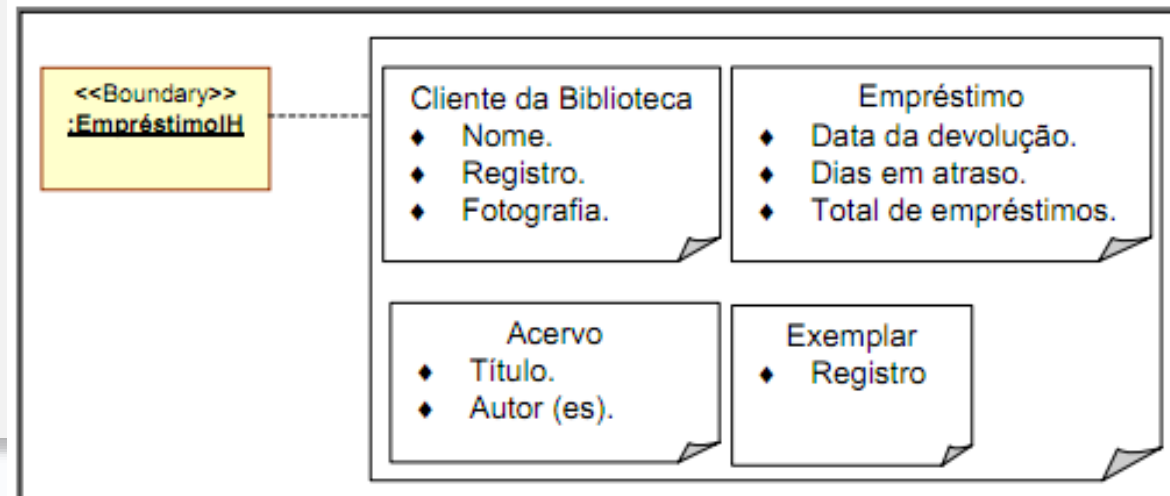 <<Boundary>>
:EmpréstimoIH
Cliente da Biblioteca
♦ Nome.
♦ Registro.
♦ Fotografia.
Empréstimo
♦ Data da devolução.
♦ Dias em atraso.
♦ Total de empréstimos.
Acervo
♦ Título.
♦ Autor (es).
Exemplar
♦ Registro